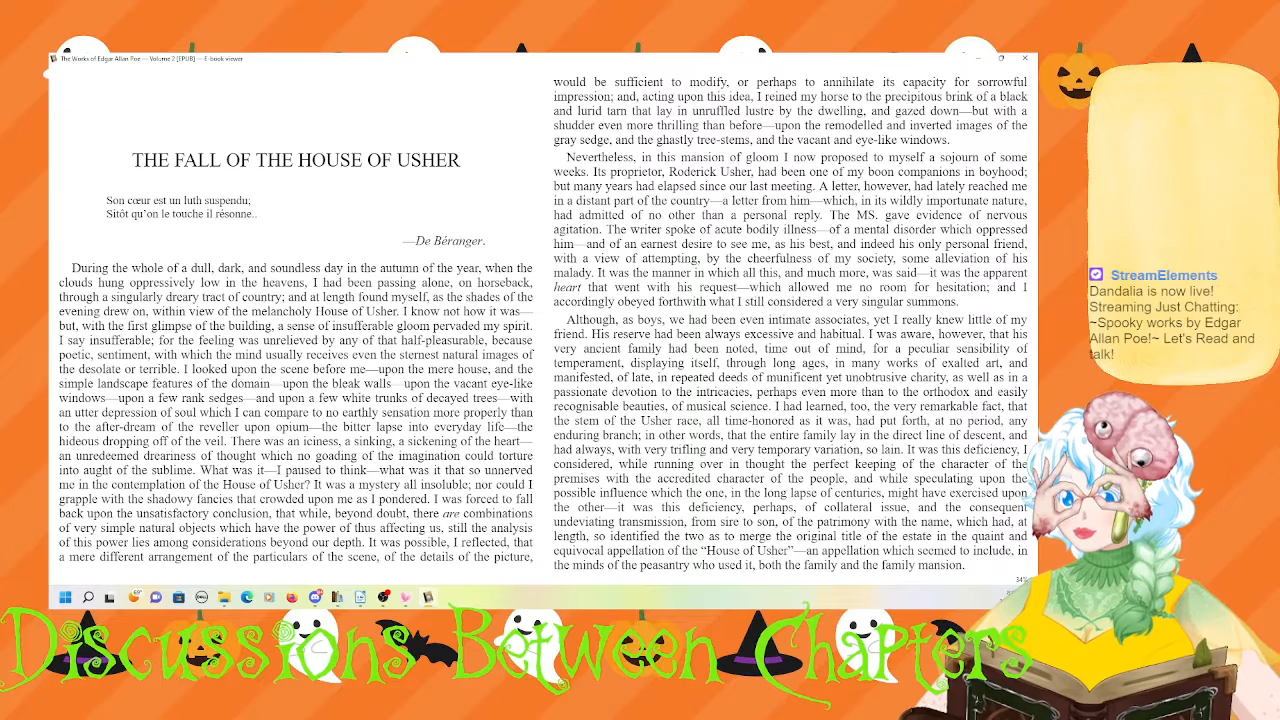 The Works of Edgar Allan Poe — Volume 2 [EPUB] — E-book viewer
THE FALL OF THE HOUSE OF USHER
Son cœur est un luth suspendu;
Sitôt qu'on le touche il résonne..
—De Béranger.
During the whole of a dull, dark, and soundless day in the autumn of the year, when the
clouds hung oppressively low in the heavens, I had been passing alone, on horseback,
through a singularly dreary tract of country; and at length found myself, as the shades of the
evening drew on, within view of the melancholy House of Usher. I know not how it was—
but, with the first glimpse of the building, a sense of insufferable gloom pervaded my spirit.
I say insufferable; for the feeling was unrelieved by any of that half-pleasurable, because
poetic, sentiment, with which the mind usually receives even the sternest natural images of
the desolate or terrible. I looked upon the scene before me—upon the mere house, and the
simple landscape features of the domain—upon the bleak walls—upon the vacant eye-like
windows—upon a few rank sedges—and upon a few white trunks of decayed trees—with
an utter depression of soul which I can compare to no earthly sensation more properly than
to the after-dream of the reveller upon opium—the bitter lapse into everyday life—the
hideous dropping off of the veil. There was an iciness, a sinking, a sickening of the heart—
an unredeemed dreariness of thought which no goading of the imagination could torture
into aught of the sublime. What was it—I paused to think—what was it that so unnerved
me in the contemplation of the House of Usher? It was a mystery all insoluble; nor could I
grapple with the shadowy fancies that crowded upon me as I pondered. I was forced to fall
back upon the unsatisfactory conclusion, that while, beyond doubt, there are combinations
of very simple natural objects which have the power of thus affecting us, still the analysis
of this power lies among considerations beyond our depth. It was possible, I reflected, that
a mere different arrangement of the particulars of the scene, of the details of the picture,
would be sufficient to modify, or perhaps to annihilate its capacity for sorrowful
impression; and, acting upon this idea, I reined my horse to the precipitous brink of a black
and lurid tarn that lay in unruffled lustre by the dwelling, and gazed down—but with a
shudder even more thrilling than before—upon the remodelled and inverted images of the
gray sedge, and the ghastly tree-stems, and the vacant and eye-like windows.
Nevertheless, in this mansion of gloom I now proposed to myself a sojourn of some
weeks. Its proprietor, Roderick Usher, had been one of my boon companions in boyhood;
but many years had elapsed since our last meeting. A letter, however, had lately reached me
in a distant part of the country—a letter from him—which, in its wildly importunate nature,
had admitted of no other than a personal reply. The MS. gave evidence of nervous
agitation. The writer spoke of acute bodily illness—of a mental disorder which oppressed
him—and of an earnest desire to see me, as his best, and indeed his only personal friend,
with a view of attempting, by the cheerfulness of my society, some alleviation of his
malady. It was the manner in which all this, and much more, was said—it was the apparent
heart that went with his request—which allowed me no room for hesitation; and I
accordingly obeyed forthwith what I still considered a very singular summons.
Although, as boys, we had been even intimate associates, yet I really knew little of my
friend. His reserve had been always excessive and habitual. I was aware, however, that his
very ancient family had been noted, time out of mind, for a peculiar sensibility of
temperament, displaying itself, through long ages, in many works of exalted art, and
manifested, of late, in repeated deeds of munificent yet unobtrusive charity, as well as in a
passionate devotion to the intricacies, perhaps even more than to the orthodox and easily
recognisable beauties, of musical science. I had learned, too, the very remarkable fact, that
the stem of the Usher race, all time-honored as it was, had put forth, at no period, any
enduring branch; in other words, that the entire family lay in the direct line of descent, and
had always, with very trifling and very temporary variation, so lain. It was this deficiency, I
considered, while running over in thought the perfect keeping of the character of the
premises with the accredited character of the people, and while speculating upon the
possible influence which the one, in the long lapse of centuries, might have exercised upon
the other—it was this deficiency, perhaps, of collateral issue, and the consequent
undeviating transmission, from sire to son, of the patrimony with the name, which had, at
length, so identified the two as to merge the original title of the estate in the quaint and
equivocal appellation of the “House of Usher”—an appellation which seemed to include, in
the minds of the peasantry who used it, both the family and the family mansion.
34%
69°
DELL
StreamElements
Dandalia is now live!
Streaming Just Chatting:
~Spooky works by Edgar
Allan Poe!~ Let's Read and
talk!
Discussions Between Chapters